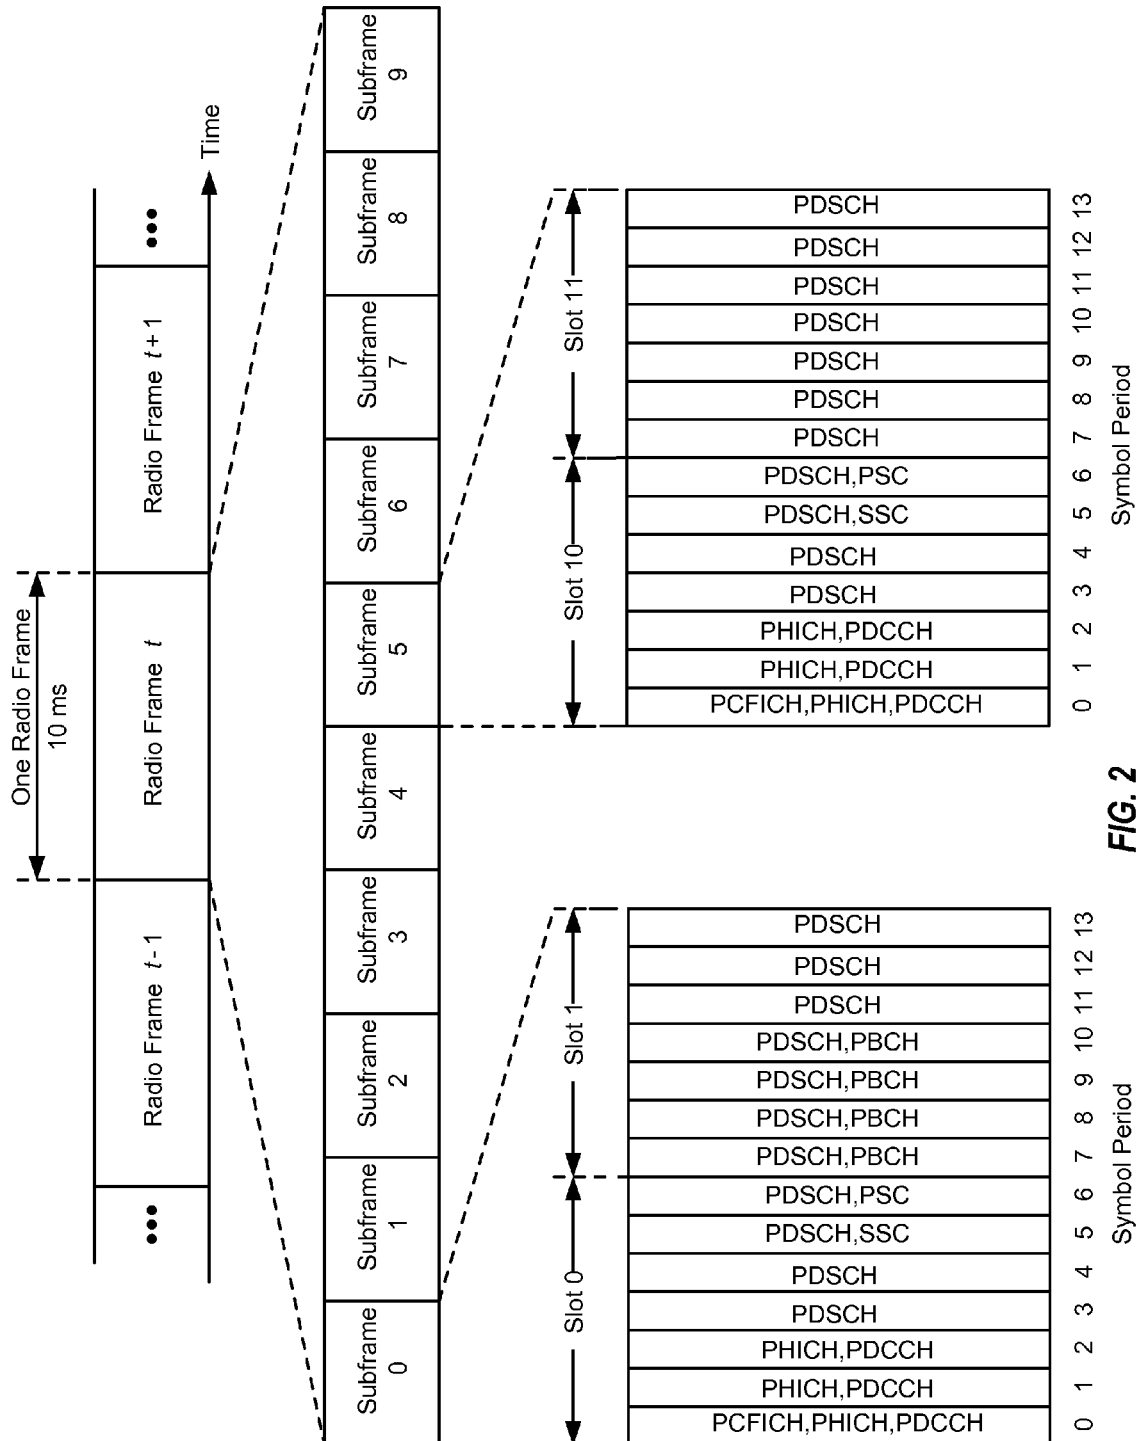 One Radio Frame
10 ms
•••
Radio Frame t - 1
Radio Frame t
Radio Frame t + 1
•••
Time
Subframe
0
Subframe
1
Subframe
2
Subframe
3
Subframe
4
Subframe
5
Subframe
6
Subframe
7
Subframe
8
Subframe
9
Slot 0
Slot 1
PCFICH,PHICH,PDCCH
PHICH,PDCCH
PHICH,PDCCH
PDSCH
PDSCH
PDSCH,SSC
PDSCH,PSC
PDSCH,PBCH
PDSCH,PBCH
PDSCH,PBCH
PDSCH,PBCH
PDSCH
PDSCH
PDSCH
0 1 2 3 4 5 6 7 8 9 10 11 12 13
Symbol Period
Slot 10
Slot 11
PCFICH,PHICH,PDCCH
PHICH,PDCCH
PHICH,PDCCH
PDSCH
PDSCH
PDSCH,SSC
PDSCH,PSC
PDSCH
PDSCH
PDSCH
PDSCH
PDSCH
PDSCH
PDSCH
0 1 2 3 4 5 6 7 8 9 10 11 12 13
Symbol Period
FIG. 2